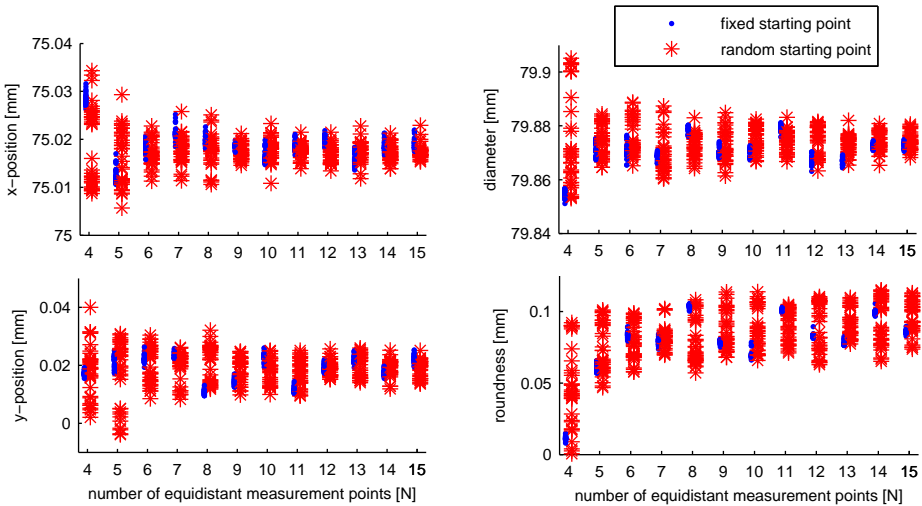 fixed starting point
random starting point
x−position [mm]
75.04
75.03
75.02
75.01
75
4 5 6 7 8 9 10 11 12 13 14 15
diameter [mm]
79.9
79.88
79.86
79.84
4 5 6 7 8 9 10 11 12 13 14 15
y−position [mm]
0.04
0.02
0
4 5 6 7 8 9 10 11 12 13 14 15
number of equidistant measurement points [N]
roundness [mm]
0.1
0.05
0
4 5 6 7 8 9 10 11 12 13 14 15
number of equidistant measurement points [N]